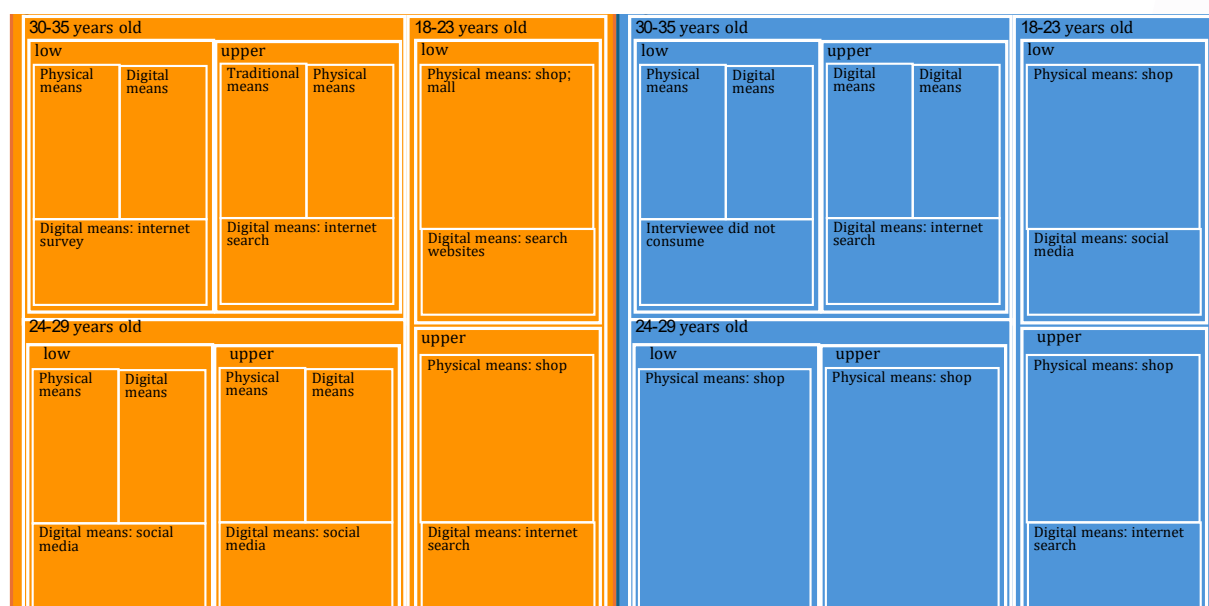 30-35 years old
low
Physical
means
Digital
means
Digital means: internet
survey
upper
Traditional
means
Physical
means
Digital means: internet
search
18-23 years old
low
Physical means: shop;
mall
Digital means: search
websites
upper
Physical means: shop
Digital means: internet
search
24-29 years old
low
Physical
means
Digital
means
Digital means: social
media
upper
Physical
means
Digital
means
Digital means: social
media
30-35 years old
low
Physical
means
Digital
means
Interviewee did not
consume
upper
Digital
means
Digital
means
Digital means: internet
search
18-23 years old
low
Physical means: shop
Digital means: social
media
upper
Physical means: shop
Digital means: internet
search
24-29 years old
low
Physical means: shop
upper
Physical means: shop